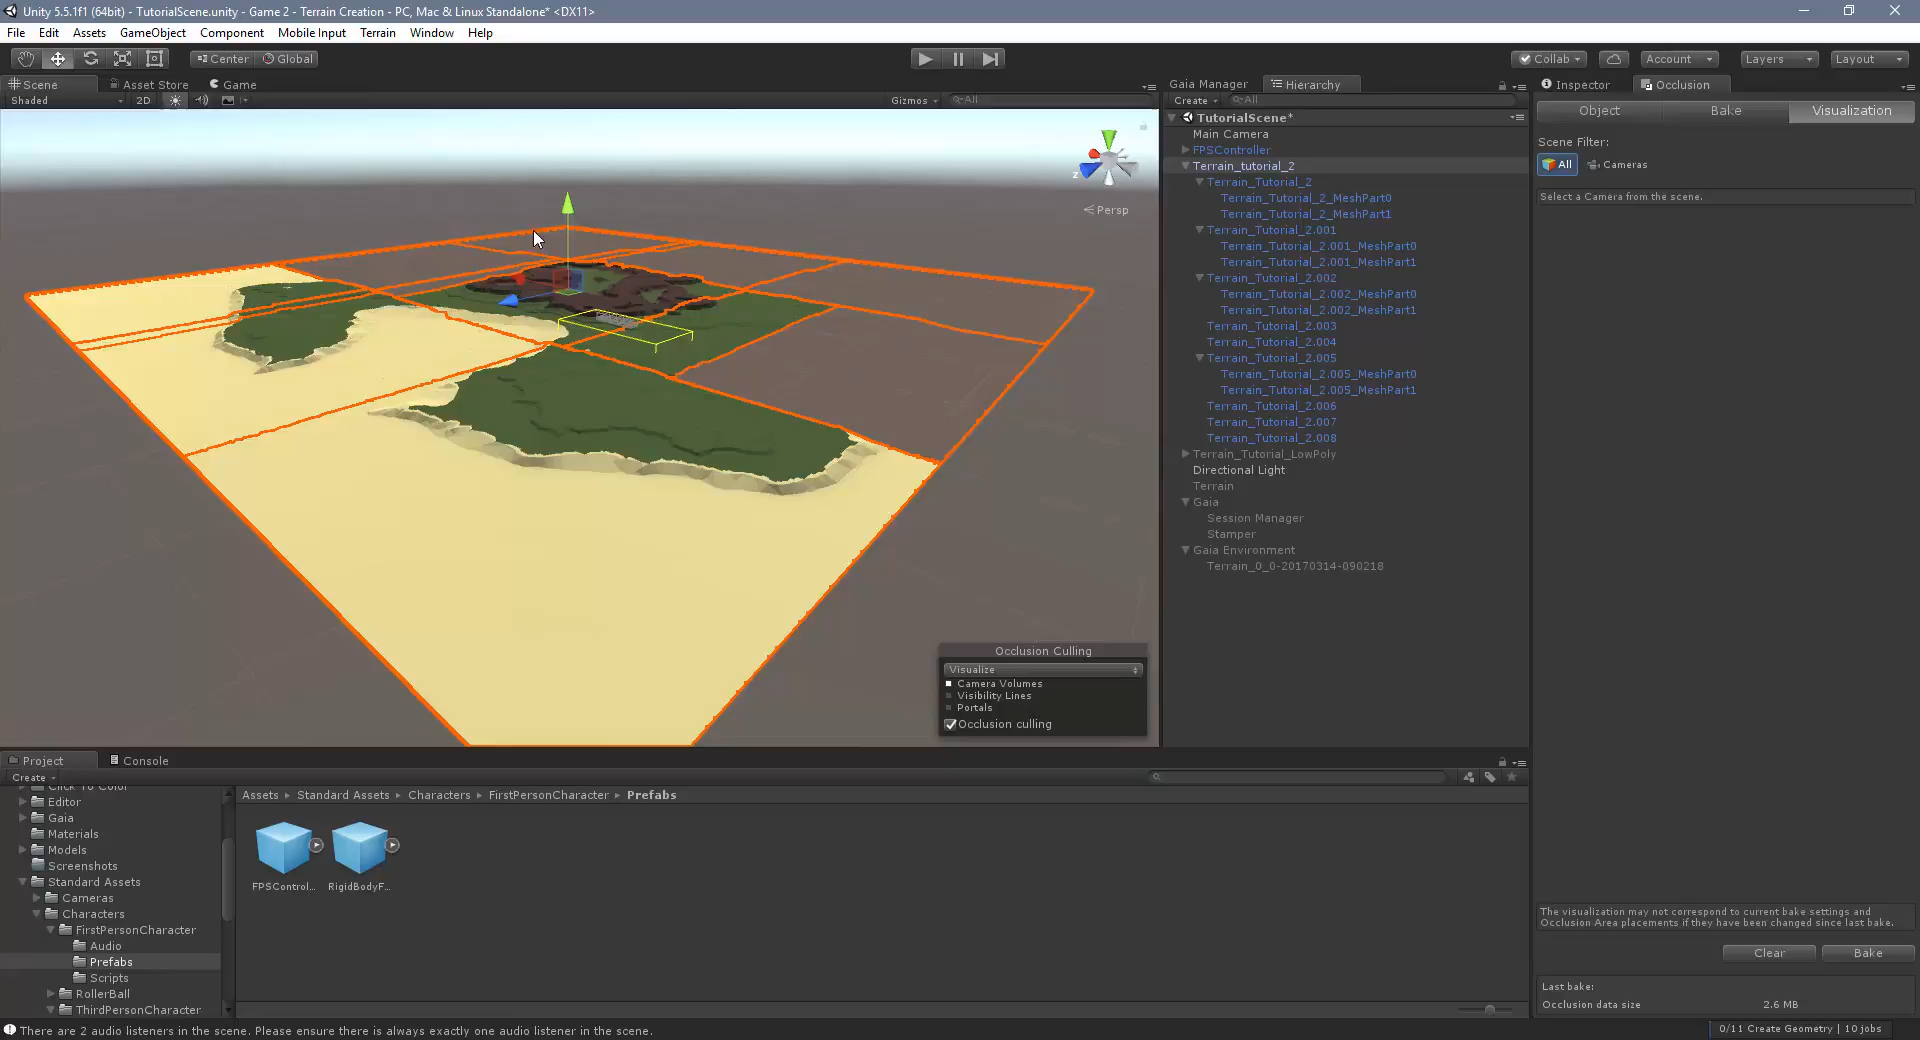 Unity 5.5.1f1 (64bit) - TutorialScene.unity - Game 2 - Terrain Creation - PC, Mac & Linux Standalone* <DX11>
File Edit Assets GameObject Component Mobile Input Terrain Window Help
Center Global Collab Account Layers Layout
Scene Asset Store Game
Shaded 2D Gizmos All
Persp
z
Occlusion Culling
Visualize
Camera Volumes
Visibility Lines
Portals
Occlusion culling
Gaia Manager Hierarchy
Create All
TutorialScene*
Main Camera
FPSController
Terrain_tutorial_2
Terrain_Tutorial_2
Terrain_Tutorial_2_MeshPart0
Terrain_Tutorial_2_MeshPart1
Terrain_Tutorial_2.001
Terrain_Tutorial_2.001_MeshPart0
Terrain_Tutorial_2.001_MeshPart1
Terrain_Tutorial_2.002
Terrain_Tutorial_2.002_MeshPart0
Terrain_Tutorial_2.002_MeshPart1
Terrain_Tutorial_2.003
Terrain_Tutorial_2.004
Terrain_Tutorial_2.005
Terrain_Tutorial_2.005_MeshPart0
Terrain_Tutorial_2.005_MeshPart1
Terrain_Tutorial_2.006
Terrain_Tutorial_2.007
Terrain_Tutorial_2.008
Terrain_Tutorial_LowPoly
Directional Light
Terrain
Gaia
Session Manager
Stamper
Gaia Environment
Terrain_0_0-20170314-090218
Inspector Occlusion
Object Bake Visualization
Scene Filter:
All Cameras
Select a Camera from the scene.
The visualization may not correspond to current bake settings and
Occlusion Area placements if they have been changed since last bake.
Clear Bake
Last bake:
Occlusion data size 2.6 MB
Project Console
Create
Click To Color
Editor
Gaia
Materials
Models
Screenshots
Standard Assets
Cameras
Characters
FirstPersonCharacter
Audio
Prefabs
Scripts
RollerBall
ThirdPersonCharacter
Assets Standard Assets Characters FirstPersonCharacter Prefabs
FPSControl... RigidBodyF...
There are 2 audio listeners in the scene. Please ensure there is always exactly one audio listener in the scene.
0/11 Create Geometry | 10 jobs